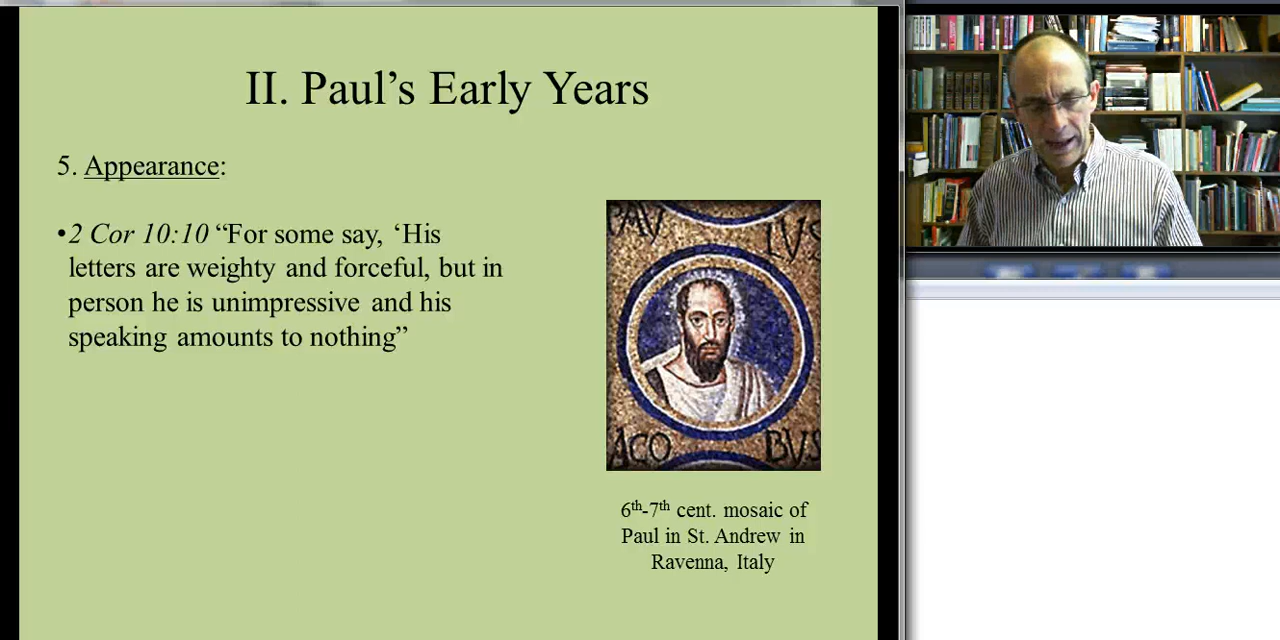 II. Paul’s Early Years
5. Appearance:
•2 Cor 10:10 “For some say, ‘His
letters are weighty and forceful, but in
person he is unimpressive and his
speaking amounts to nothing”
PAV LVS
ACO BVS
6th-7th cent. mosaic of
Paul in St. Andrew in
Ravenna, Italy